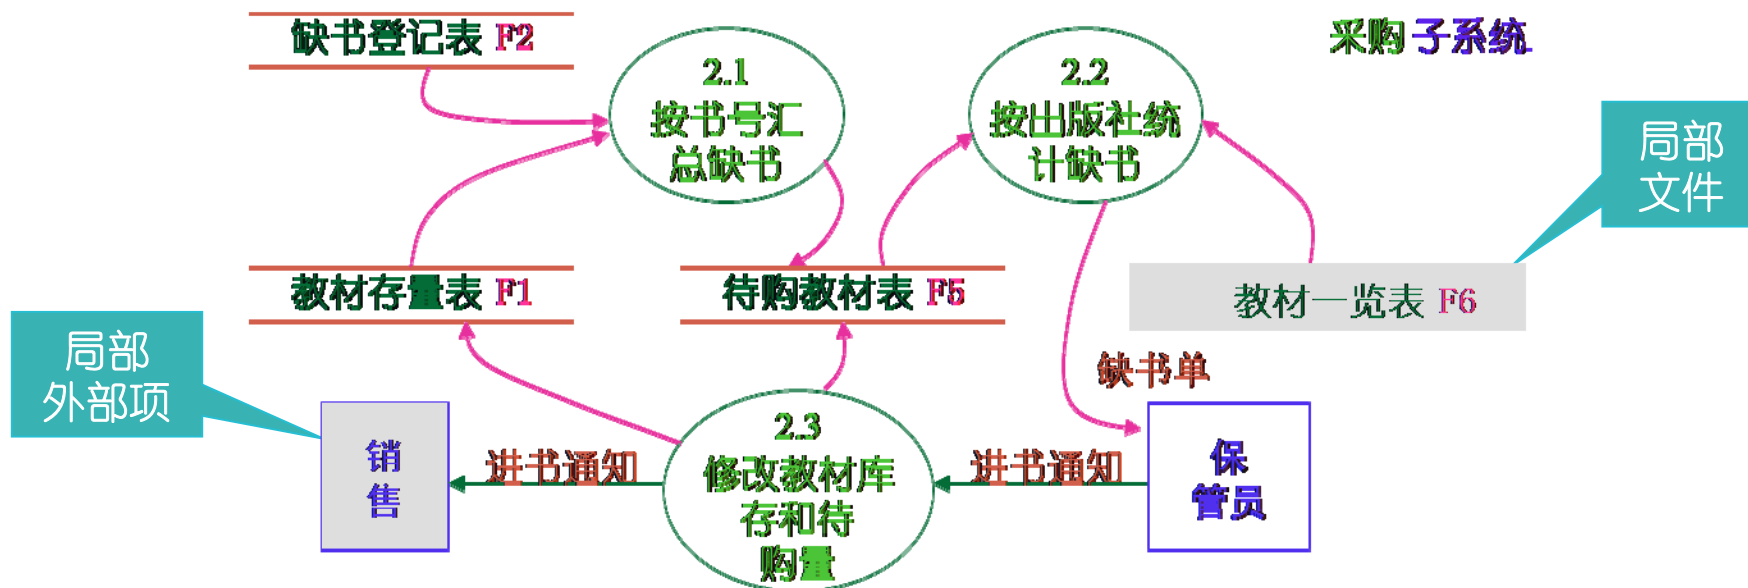 缺书登记表 F2
采购子系统
2.1
按书号汇
总缺书
2.2
按出版社统
计缺书
局部
文件
教材存量表 F1
待购教材表 F5
教材一览表 F6
局部
外部项
缺书单
销
售
进书通知
2.3
修改教材库
存和待
购量
进书通知
保
管员